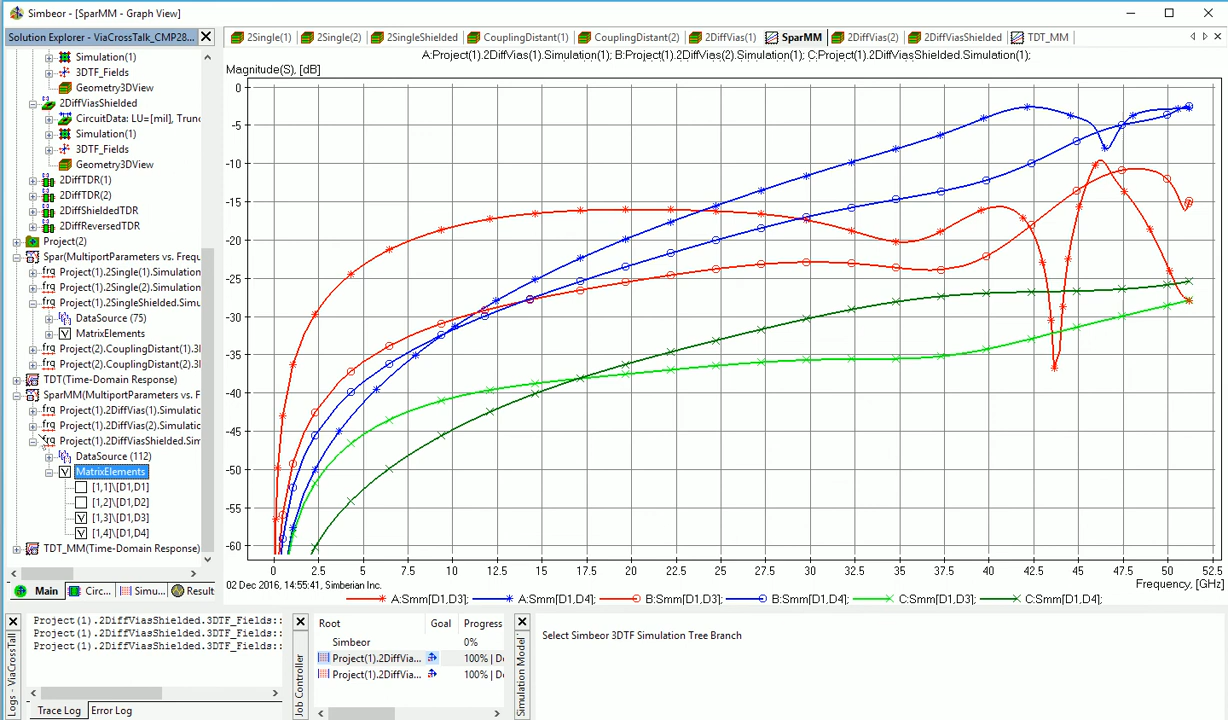 Simbeor - [SparMM - Graph View]
Solution Explorer - ViaCrossTalk_CMP28...
2Single(1)
2Single(2)
2SingleShielded
CouplingDistant(1)
CouplingDistant(2)
2DiffVias(1)
SparMM
2DiffVias(2)
2DiffViasShielded
TDT_MM
Simulation(1)
3DTF_Fields
Geometry3DView
2DiffViasShielded
CircuitData: LU=[mil], Trunc
Simulation(1)
3DTF_Fields
Geometry3DView
2DiffTDR(1)
2DiffTDR(2)
2DiffShieldedTDR
2DiffReversedTDR
Project(2)
Spar(MultiportParameters vs. Frequ
Project(1).2Single(1).Simulation
Project(1).2Single(2).Simulation
Project(1).2SingleShielded.Simu
DataSource (75)
MatrixElements
Project(2).CouplingDistant(1).3
Project(2).CouplingDistant(2).3
TDT(Time-Domain Response)
SparMM(MultiportParameters vs. F
Project(1).2DiffVias(1).Simulatio
Project(1).2DiffVias(2).Simulatio
Project(1).2DiffViasShielded.Sim
DataSource (112)
MatrixElements
[1,1]\[D1,D1]
[1,2]\[D1,D2]
[1,3]\[D1,D3]
[1,4]\[D1,D4]
TDT_MM(Time-Domain Response)
Main
Circ...
Simu...
Result
A:Project(1).2DiffVias(1).Simulation(1); B:Project(1).2DiffVias(2).Simulation(1); C:Project(1).2DiffViasShielded.Simulation(1);
Magnitude(S), [dB]
0
-5
-10
-15
-20
-25
-30
-35
-40
-45
-50
-55
-60
0 2.5 5 7.5 10 12.5 15 17.5 20 22.5 25 27.5 30 32.5 35 37.5 40 42.5 45 47.5 50 52.5
02 Dec 2016, 14:55:41, Simberian Inc.
Frequency, [GHz]
A:Smm[D1,D3]; A:Smm[D1,D4]; B:Smm[D1,D3]; B:Smm[D1,D4]; C:Smm[D1,D3]; C:Smm[D1,D4];
Logs - ViaCrossTalk
Project(1).2DiffViasShielded.3DTF_Fields::
Project(1).2DiffViasShielded.3DTF_Fields::
Project(1).2DiffViasShielded.3DTF_Fields::
Trace Log
Error Log
Job Controller
Root Goal Progress
Simbeor 0%
Project(1).2DiffVia... 100% | D
Project(1).2DiffVia... 100% | D
Simulation Model
Select Simbeor 3DTF Simulation Tree Branch